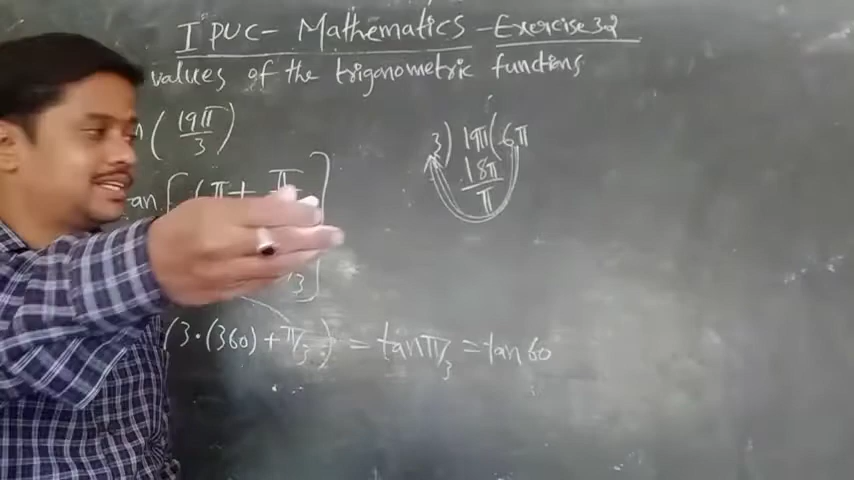 I PUC - Mathematics - Exercise 3.2
values of the trigonometric functions
n (19π/3)
3) 19π (6π
18π
π
an [6π + π
/3]
(3·(360) + π/3) = tan π/3 = tan 60